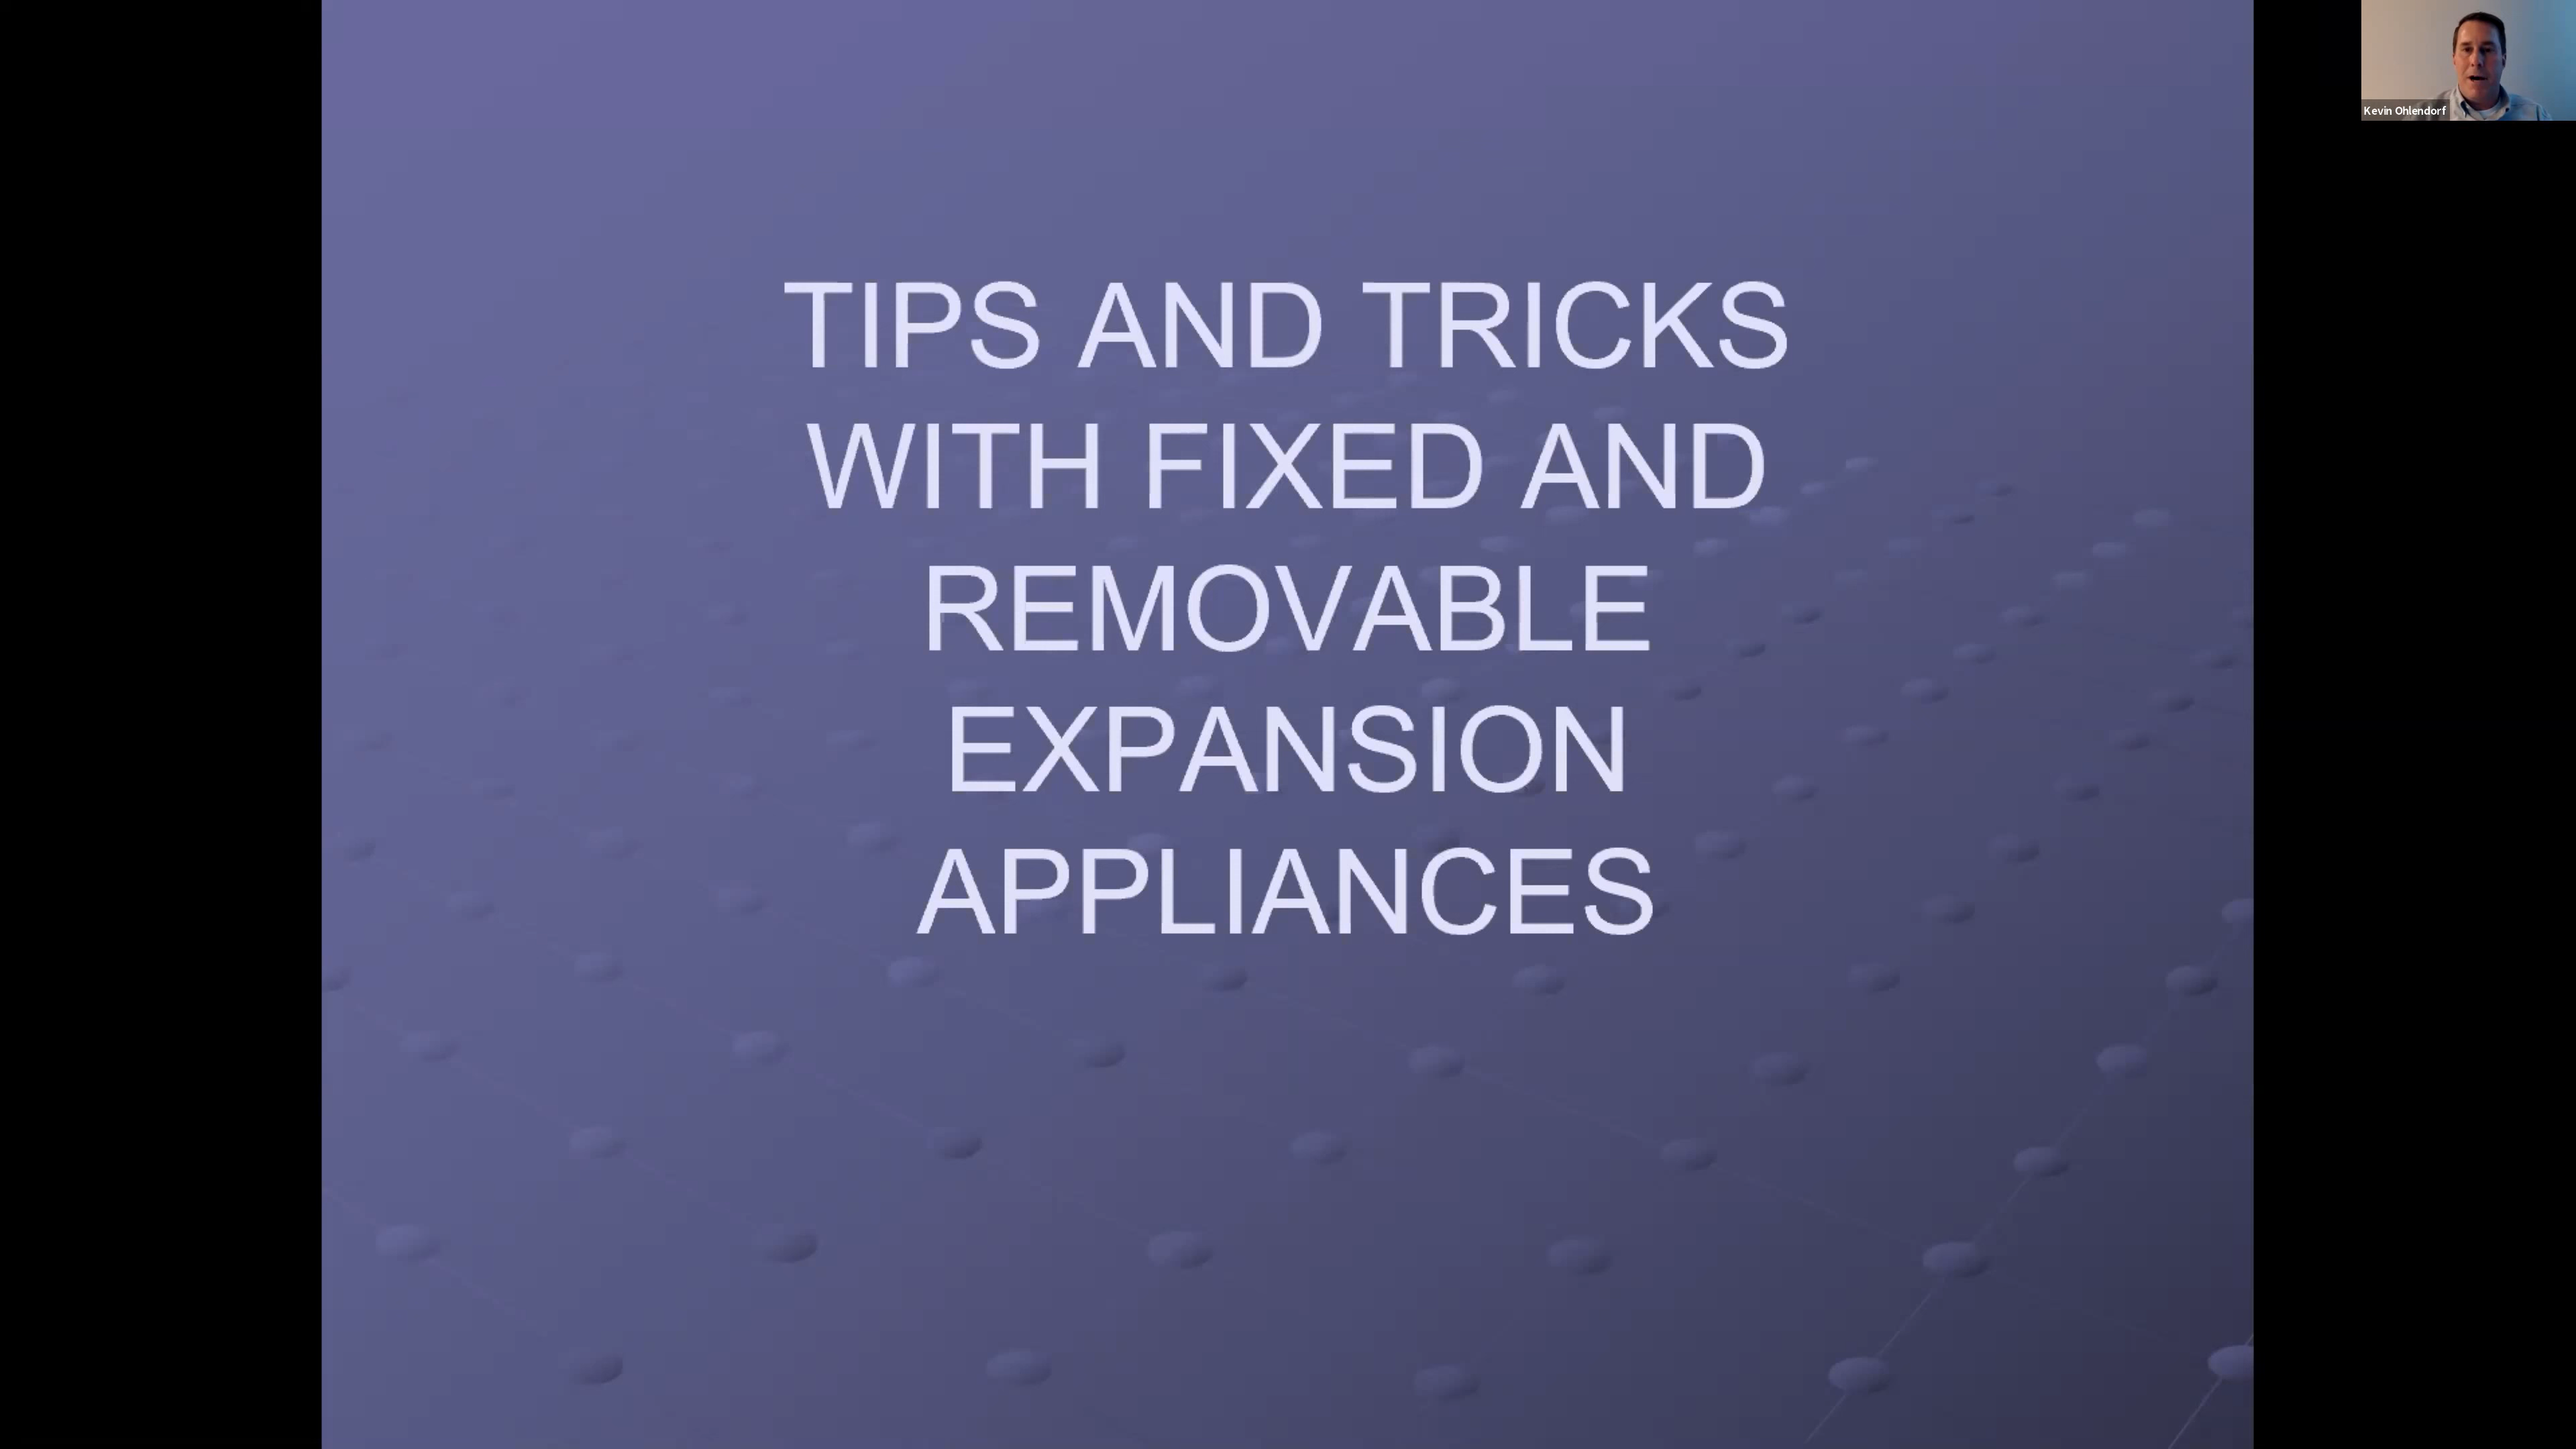 TIPS AND TRICKS
WITH FIXED AND
REMOVABLE
EXPANSION
APPLIANCES
Kevin Ohlendorf